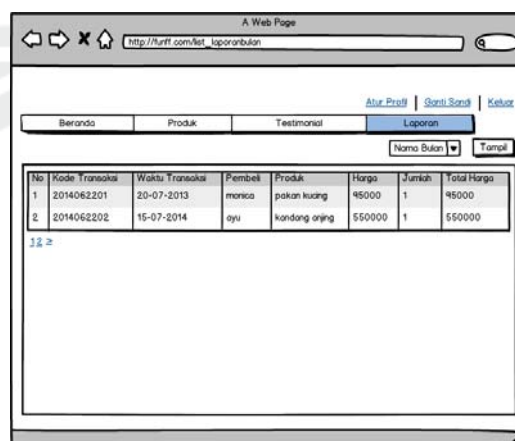 A Web Page
http://funff.com/list_laporanbulan
Atur Profil | Ganti Sandi | Keluar
Beranda Produk Testimonial Laporan
Nama Bulan Tampil
No Kode Transaksi Waktu Transaksi Pembeli Produk Harga Jumlah Total Harga
1 2014062201 20-07-2013 monica pakan kucing 95000 1 95000
2 2014062202 15-07-2014 ayu kandang anjing 550000 1 550000
1 2 >